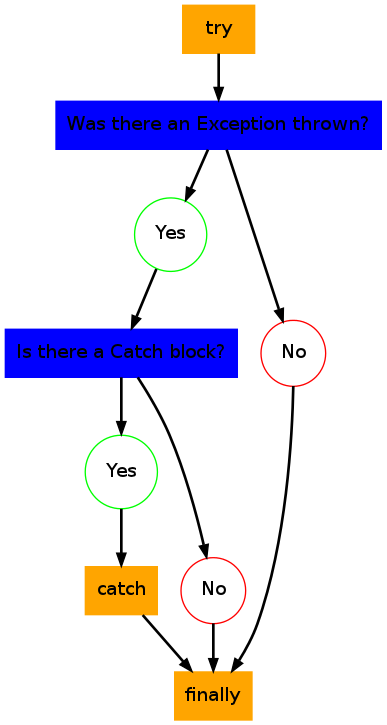 try
Was there an Exception thrown?
Yes
Is there a Catch block?
No
Yes
catch
No
finally